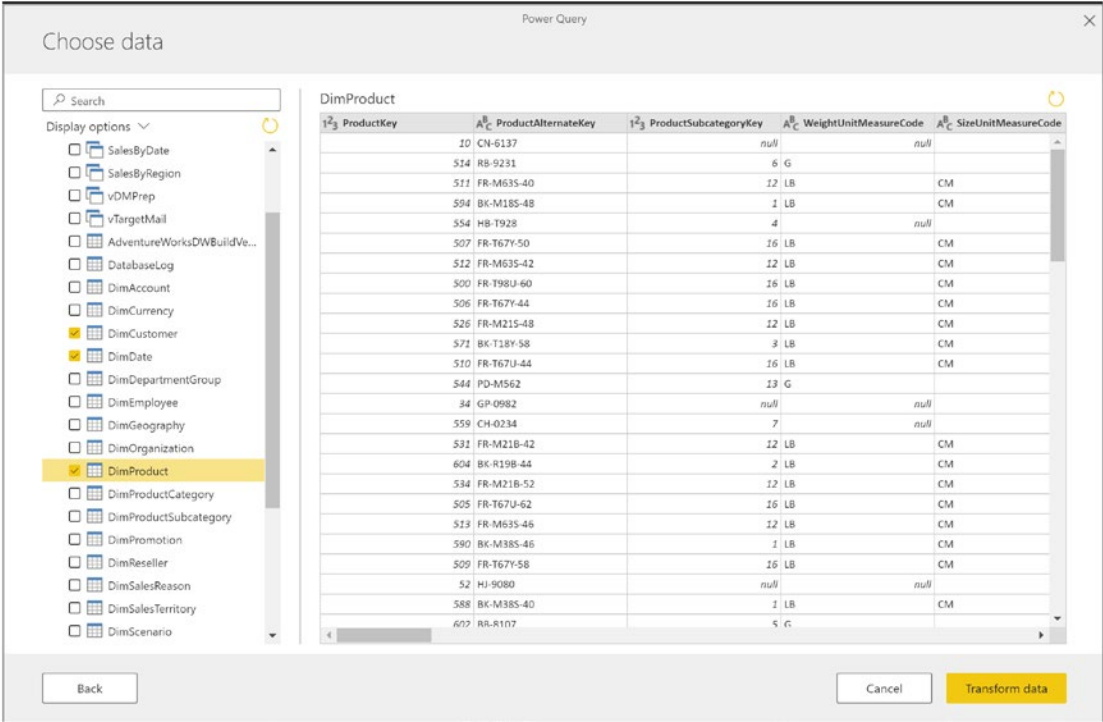 Power Query
Choose data
Search
Display options
SalesByDate
SalesByRegion
vDMPrep
vTargetMail
AdventureWorksDWBuildVe...
DatabaseLog
DimAccount
DimCurrency
DimCustomer
DimDate
DimDepartmentGroup
DimEmployee
DimGeography
DimOrganization
DimProduct
DimProductCategory
DimProductSubcategory
DimPromotion
DimReseller
DimSalesReason
DimSalesTerritory
DimScenario
DimProduct
1²3 ProductKey ABC ProductAlternateKey 1²3 ProductSubcategoryKey ABC WeightUnitMeasureCode ABC SizeUnitMeasureCode
10 CN-6137 null null
514 RB-9231 6 G
511 FR-M63S-40 12 LB CM
594 BK-M18S-48 1 LB CM
554 HB-T928 4 null
507 FR-T67Y-50 16 LB CM
512 FR-M63S-42 12 LB CM
500 FR-T98U-60 16 LB CM
506 FR-T67Y-44 16 LB CM
526 FR-M21S-48 12 LB CM
571 BK-T18Y-58 3 LB CM
510 FR-T67U-44 16 LB CM
544 PD-M562 13 G
34 GP-0982 null null
559 CH-0234 7 null
531 FR-M21B-42 12 LB CM
604 BK-R19B-44 2 LB CM
534 FR-M21B-52 12 LB CM
505 FR-T67U-62 16 LB CM
513 FR-M63S-46 12 LB CM
590 BK-M38S-46 1 LB CM
509 FR-T67Y-58 16 LB CM
52 HJ-9080 null null
588 BK-M38S-40 1 LB CM
602 BB-8107 5 G
Back
Cancel
Transform data